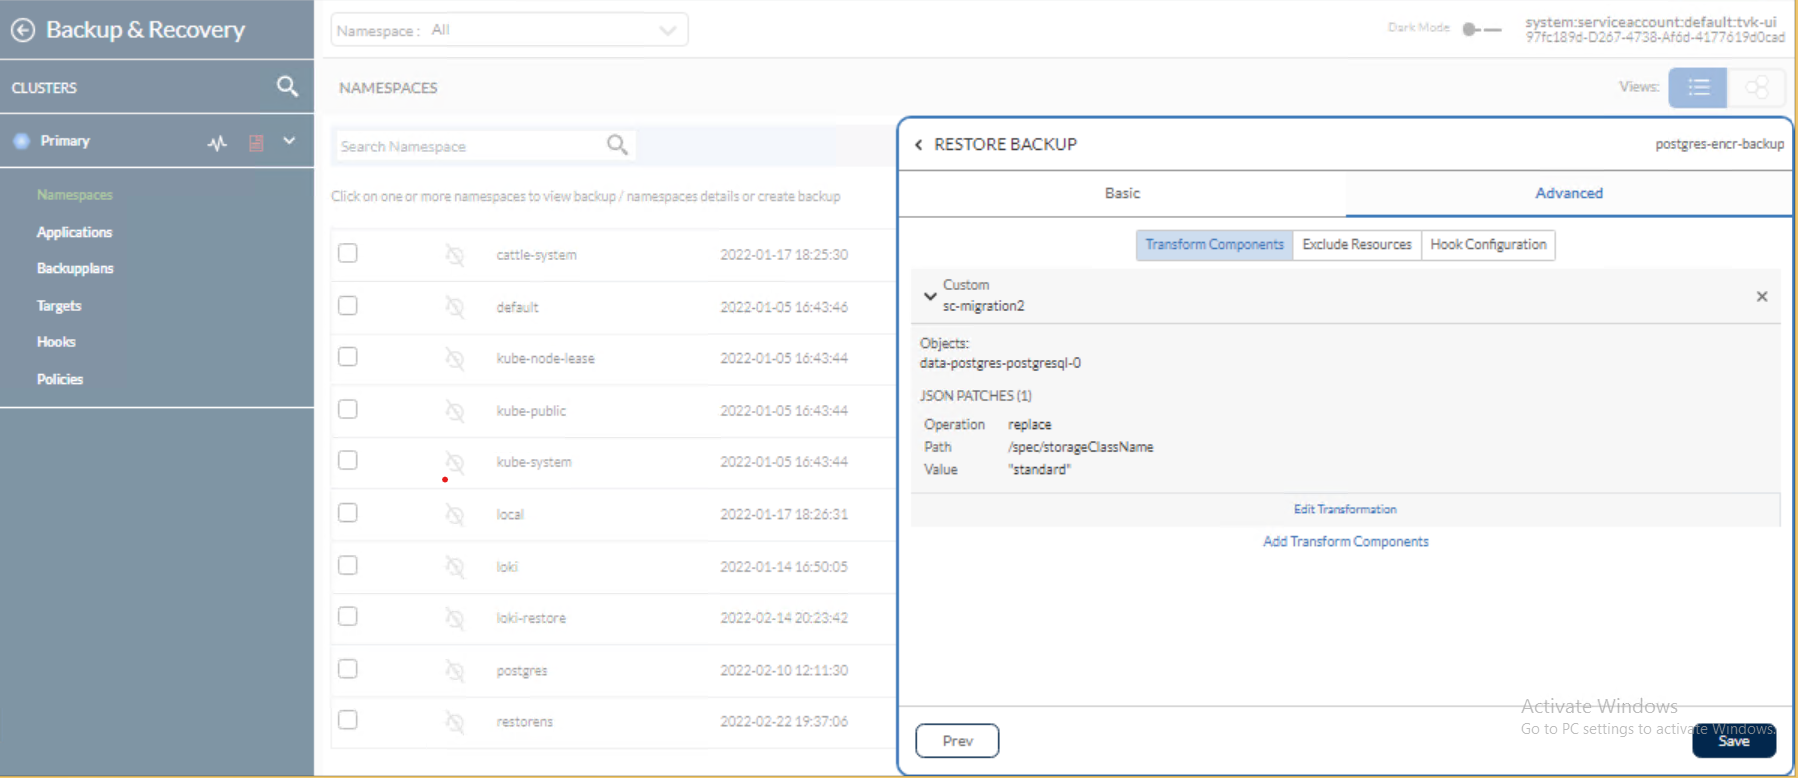 Backup & Recovery
CLUSTERS
Primary
Namespaces
Applications
Backupplans
Targets
Hooks
Policies
Namespace : All
Dark Mode
system:serviceaccount:default:tvk-ui
97fc189d-D267-4738-Af6d-4177619d0cad
NAMESPACES
Views:
Search Namespace
Click on one or more namespaces to view backup / namespaces details or create backup
cattle-system 2022-01-17 18:25:30
default 2022-01-05 16:43:46
kube-node-lease 2022-01-05 16:43:44
kube-public 2022-01-05 16:43:44
kube-system 2022-01-05 16:43:44
local 2022-01-17 18:26:31
loki 2022-01-14 16:50:05
loki-restore 2022-02-14 20:23:42
postgres 2022-02-10 12:11:30
restorens 2022-02-22 19:37:06
RESTORE BACKUP
postgres-encr-backup
Basic Advanced
Transform Components Exclude Resources Hook Configuration
Custom
sc-migration2
Objects:
data-postgres-postgresql-0
JSON PATCHES (1)
Operation replace
Path /spec/storageClassName
Value "standard"
Edit Transformation
Add Transform Components
Activate Windows
Go to PC settings to activate Windows.
Prev Save